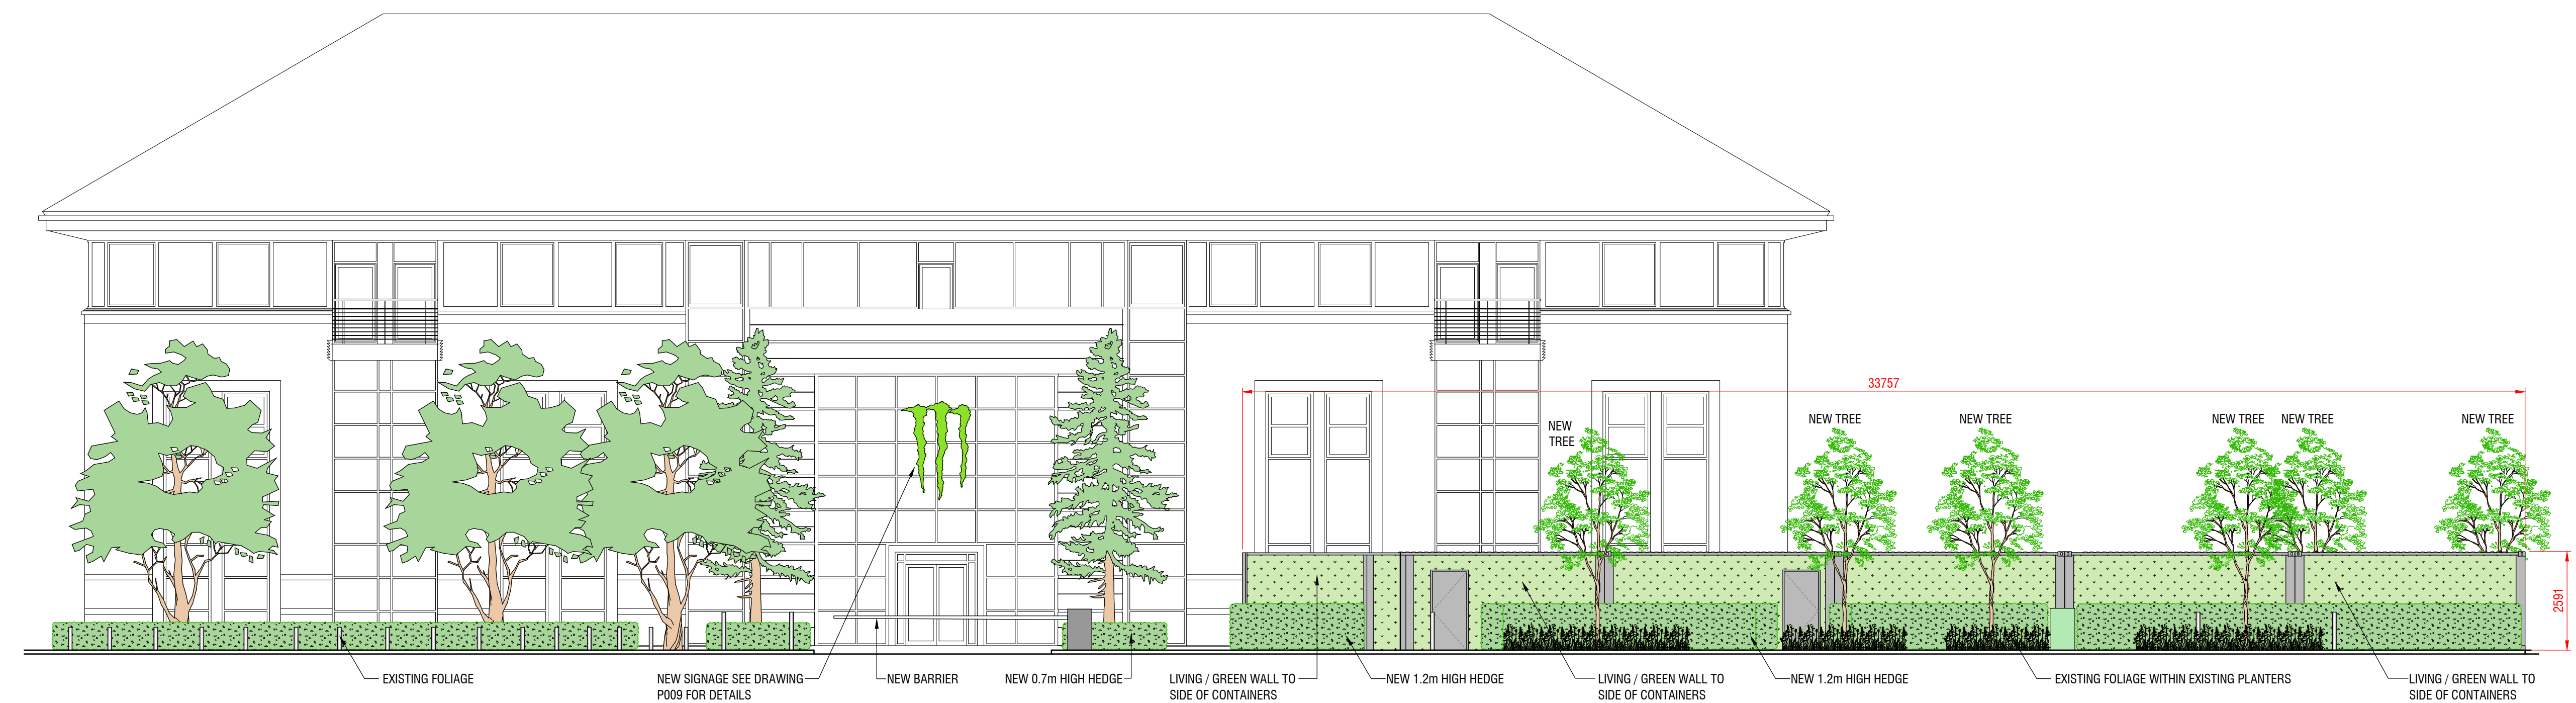 33757
NEW
TREE
NEW TREE
NEW TREE
NEW TREE
NEW TREE
NEW TREE
2591
EXISTING FOLIAGE
NEW SIGNAGE SEE DRAWING
P009 FOR DETAILS
NEW BARRIER
NEW 0.7m HIGH HEDGE
LIVING / GREEN WALL TO
SIDE OF CONTAINERS
NEW 1.2m HIGH HEDGE
LIVING / GREEN WALL TO
SIDE OF CONTAINERS
NEW 1.2m HIGH HEDGE
EXISTING FOLIAGE WITHIN EXISTING PLANTERS
LIVING / GREEN WALL TO
SIDE OF CONTAINERS